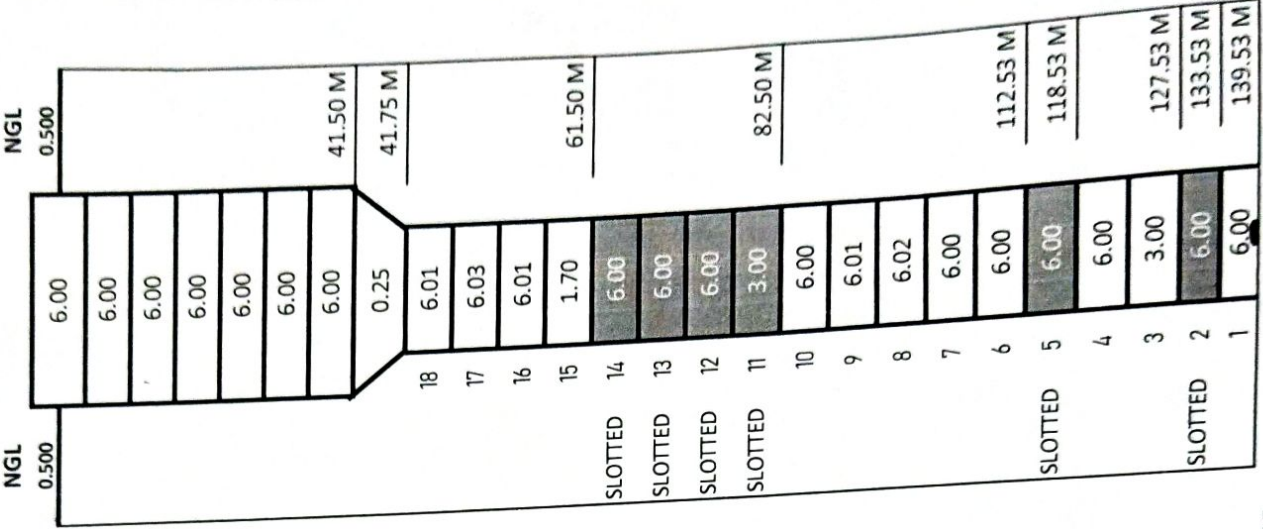 NGL NGL
0.500 0.500
6.00
6.00
6.00
6.00
6.00
6.00
6.00
41.50 M
0.25
41.75 M
18 6.01
17 6.03
16 6.01
15 1.70
61.50 M
SLOTTED 14 6.00
SLOTTED 13 6.00
SLOTTED 12 6.00
SLOTTED 11 3.00
82.50 M
10 6.00
9 6.01
8 6.02
7 6.00
6 6.00
112.53 M
SLOTTED 5 6.00
118.53 M
4 6.00
3 3.00
127.53 M
SLOTTED 2 6.00
133.53 M
1 6.00
139.53 M